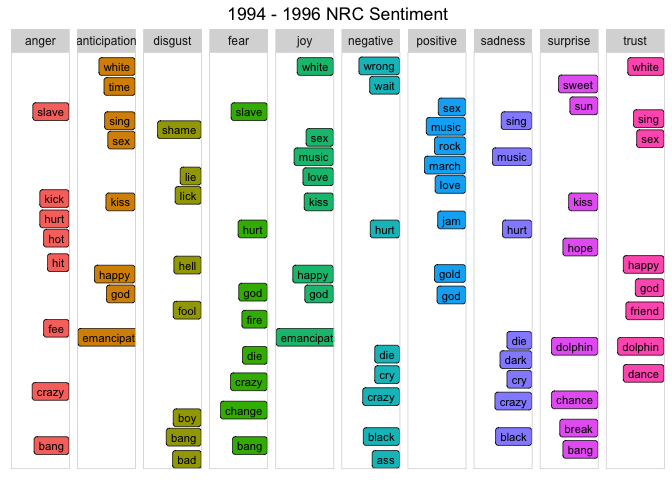 1994 - 1996 NRC Sentiment
anger
anticipation
disgust
fear
joy
negative
positive
sadness
surprise
trust
slave
kick
hurt
hot
hit
fee
crazy
bang
white
time
sing
sex
kiss
happy
god
emancipat
shame
lie
lick
hell
fool
boy
bang
bad
slave
hurt
god
fire
die
crazy
change
bang
white
sex
music
love
kiss
happy
god
emancipat
wrong
wait
hurt
die
cry
crazy
black
ass
sex
music
rock
march
love
jam
gold
god
sing
music
hurt
die
dark
cry
crazy
black
sweet
sun
kiss
hope
dolphin
chance
break
bang
white
sing
sex
happy
god
friend
dolphin
dance